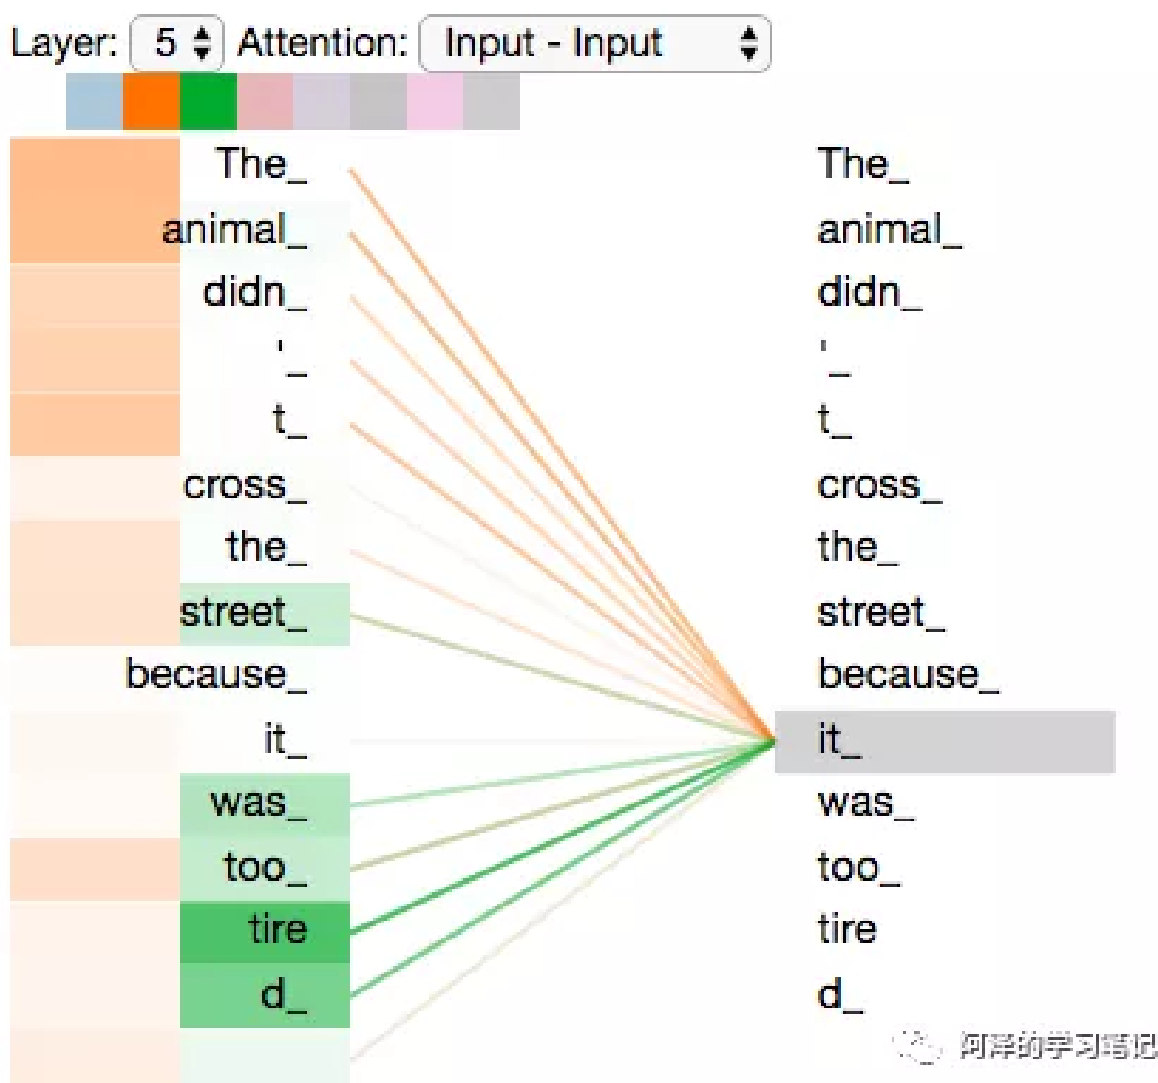 Layer: 5 Attention: Input - Input
The_ The_
animal_ animal_
didn_ didn_
'_ '_
t_ t_
cross_ cross_
the_ the_
street_ street_
because_ because_
it_ it_
was_ was_
too_ too_
tire tire
d_ d_
阿泽的学习笔记